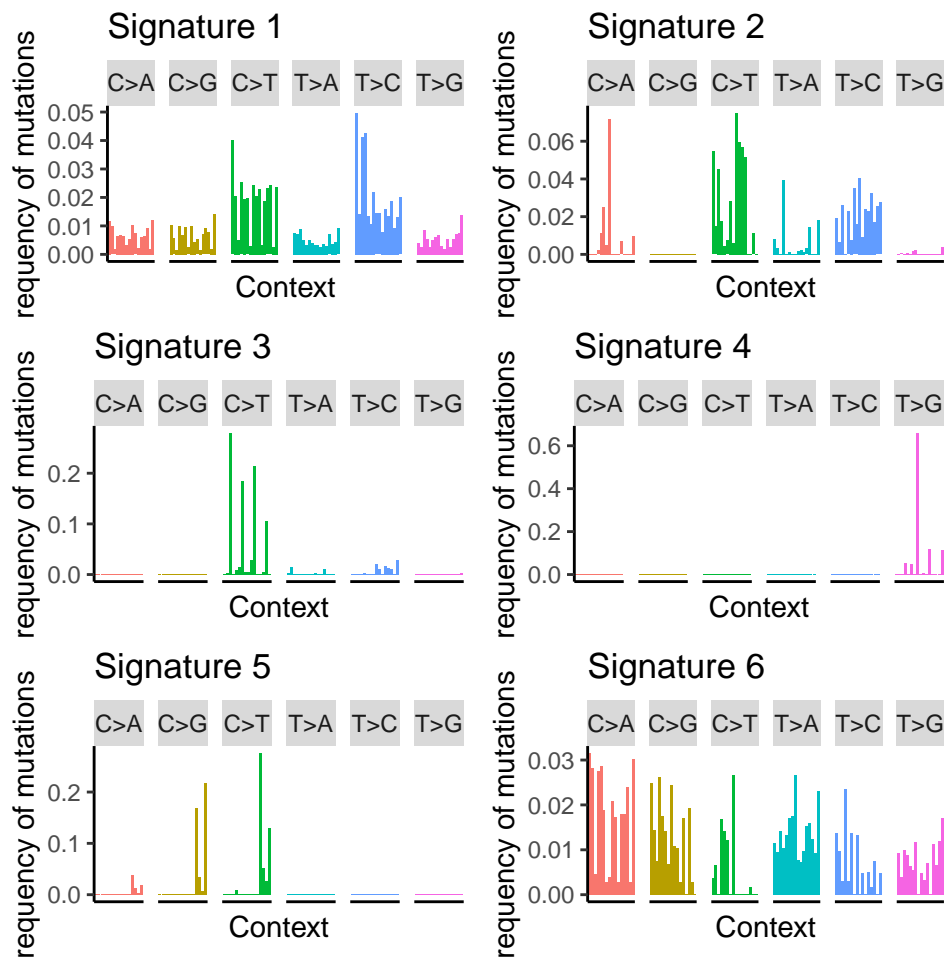 Signature 1
C>A C>G C>T T>A T>C T>G
requency of mutations
0.05
0.04
0.03
0.02
0.01
0.00
Context
Signature 2
C>A C>G C>T T>A T>C T>G
requency of mutations
0.06
0.04
0.02
0.00
Context
Signature 3
C>A C>G C>T T>A T>C T>G
requency of mutations
0.2
0.1
0.0
Context
Signature 4
C>A C>G C>T T>A T>C T>G
requency of mutations
0.6
0.4
0.2
0.0
Context
Signature 5
C>A C>G C>T T>A T>C T>G
requency of mutations
0.2
0.1
0.0
Context
Signature 6
C>A C>G C>T T>A T>C T>G
requency of mutations
0.03
0.02
0.01
0.00
Context